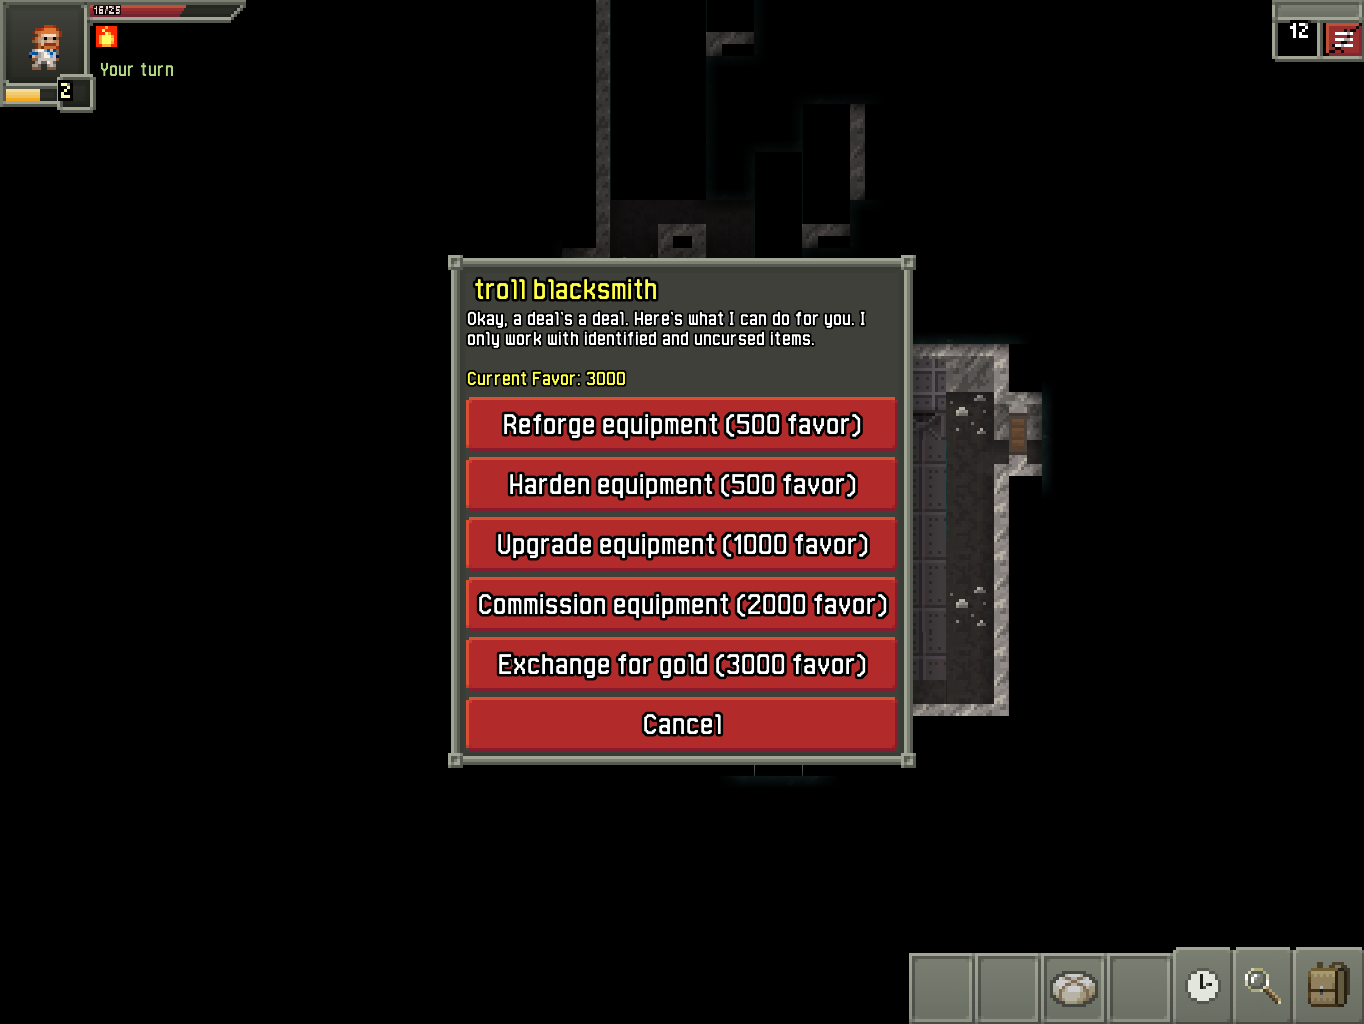 16/25
12
2
Your turn
troll blacksmith
Okay, a deal's a deal. Here's what I can do for you. I
only work with identified and uncursed items.
Current Favor: 3000
Reforge equipment (500 favor)
Harden equipment (500 favor)
Upgrade equipment (1000 favor)
Commission equipment (2000 favor)
Exchange for gold (3000 favor)
Cancel